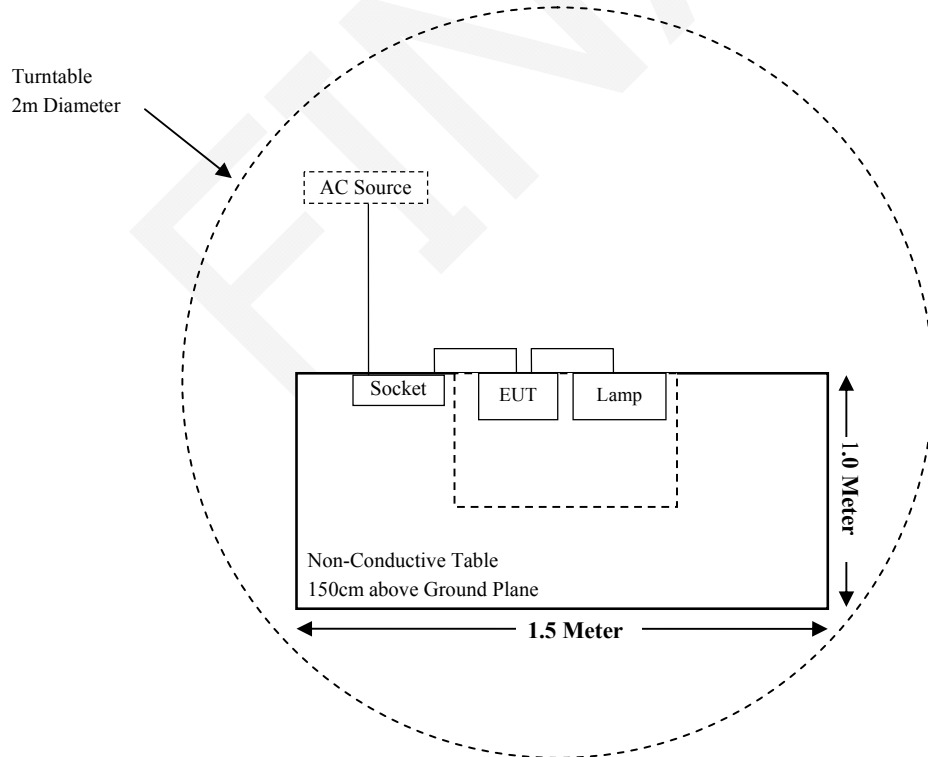 Turntable
2m Diameter
AC Source
Socket
EUT
Lamp
1.0 Meter
Non-Conductive Table
150cm above Ground Plane
1.5 Meter